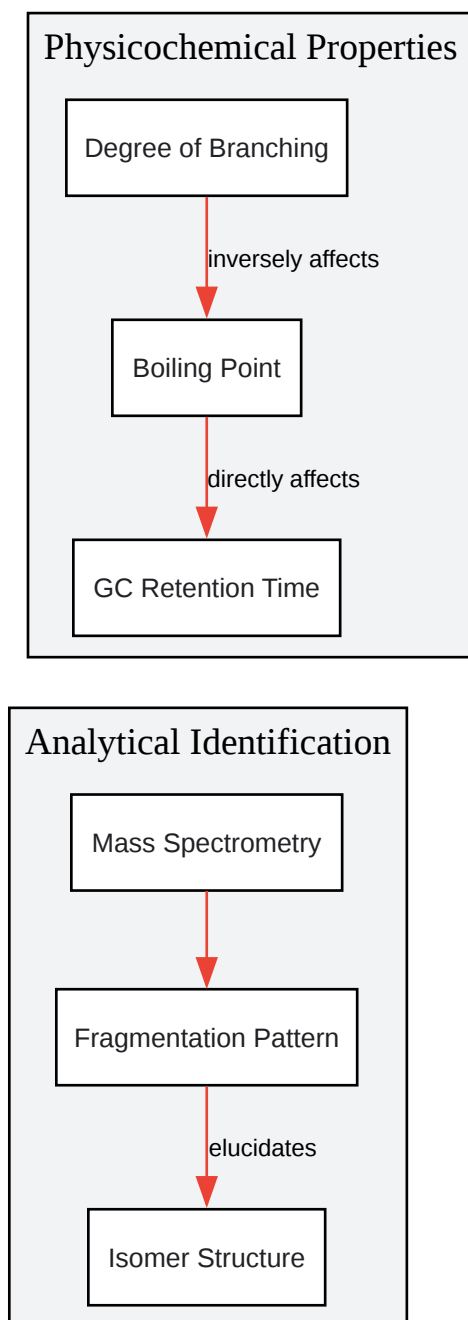 Physicochemical Properties
Degree of Branching
inversely affects
Boiling Point
directly affects
GC Retention Time
Analytical Identification
Mass Spectrometry
Fragmentation Pattern
elucidates
Isomer Structure